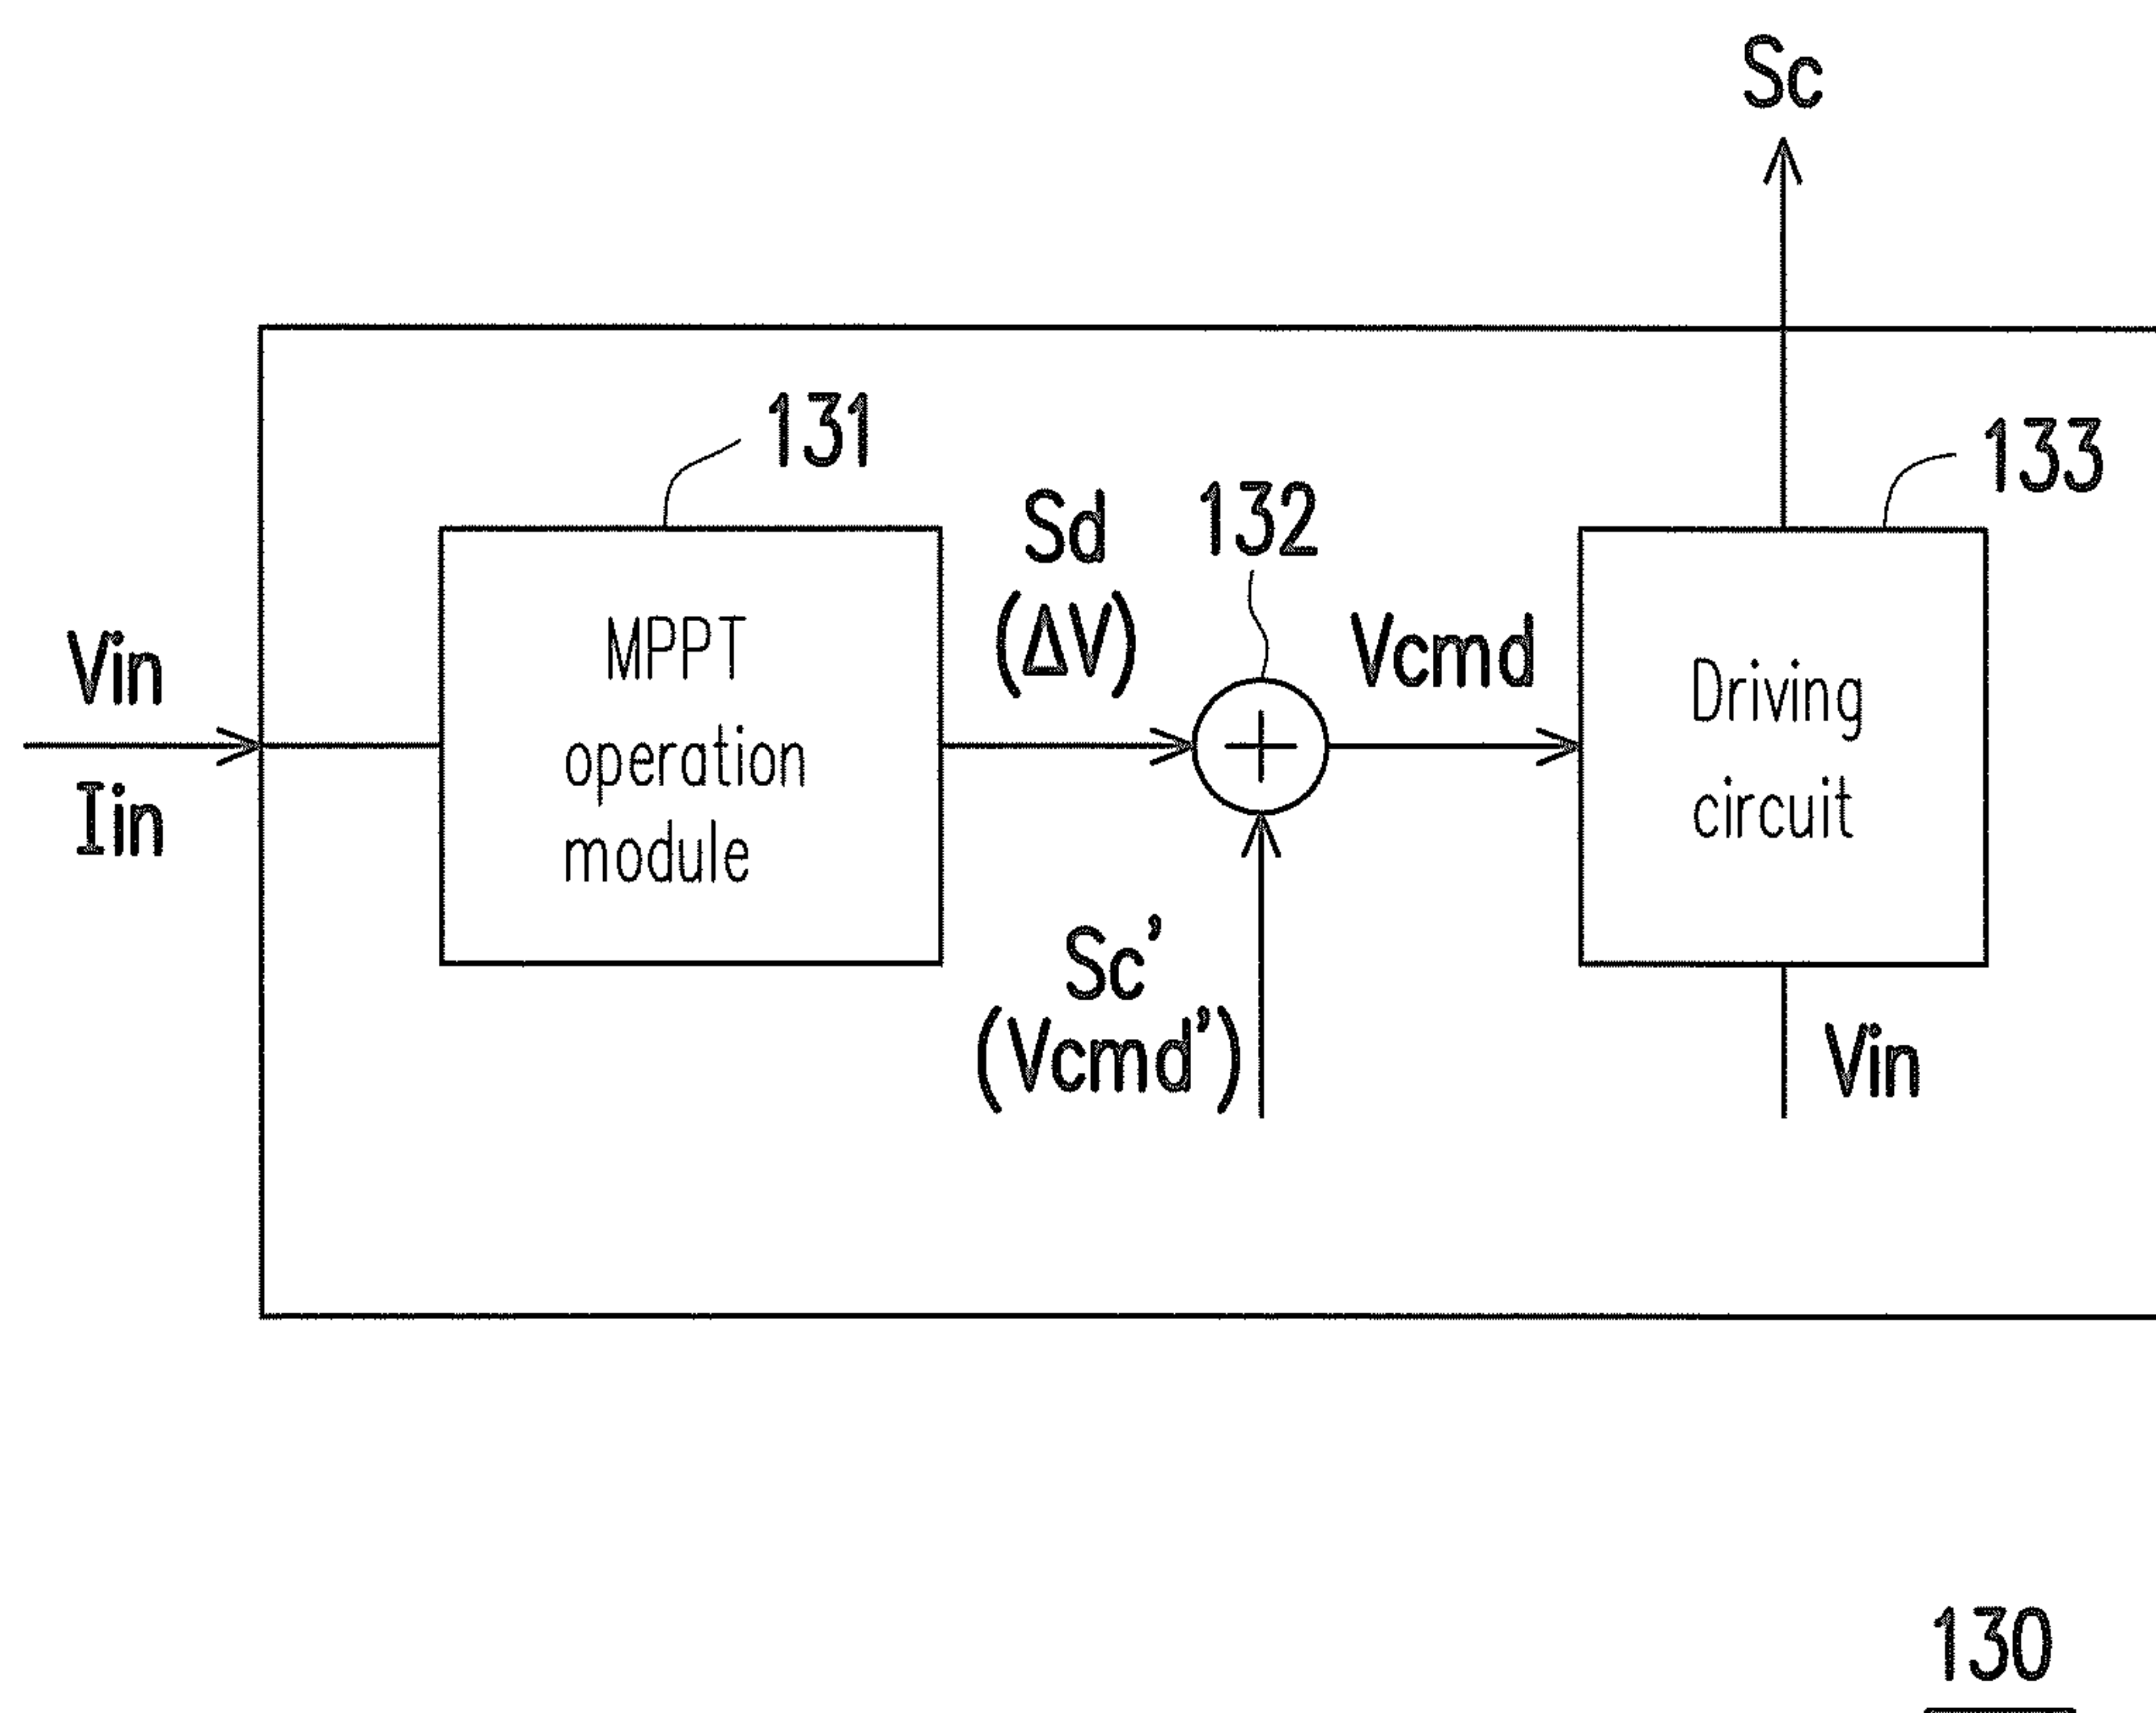 Sc
131
133
Sd
132
(ΔV)
Vcmd
Vin
Iin
MPPT
operation
module
Driving
circuit
Sc'
(Vcmd')
Vin
130